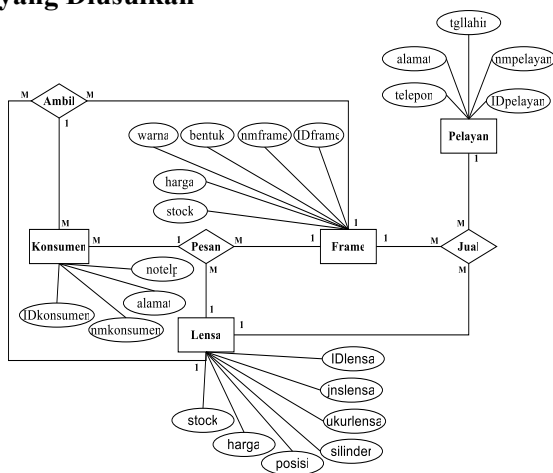 yang Diusulkan
tgllahir
alamat
nmpelayan
telepon
IDpelayan
Pelayan
1
M
Ambil
M
1
warna
bentuk
nmframe
IDframe
harga
stock
M
1
M
Konsumen
M
1
Pesan
M
1
Frame
1
M
Jual
M
M
notelp
alamat
IDkonsumen
nmkonsumen
1
Lensa
1
1
IDlensa
jnslensa
ukurlensa
silinder
posisi
harga
stock